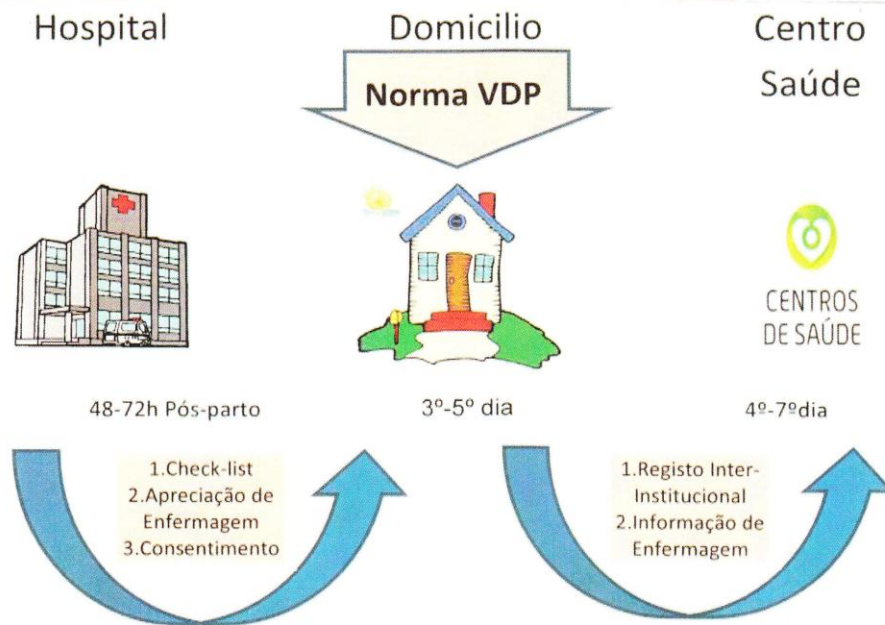 Hospital
Domicilio
Centro
Saúde
Norma VDP
CENTROS
DE SAÚDE
48-72h Pós-parto
3º-5º dia
4º-7ºdia
1.Check-list
2.Apreciação de
Enfermagem
3.Consentimento
1.Registo Inter-
Institucional
2.Informação de
Enfermagem